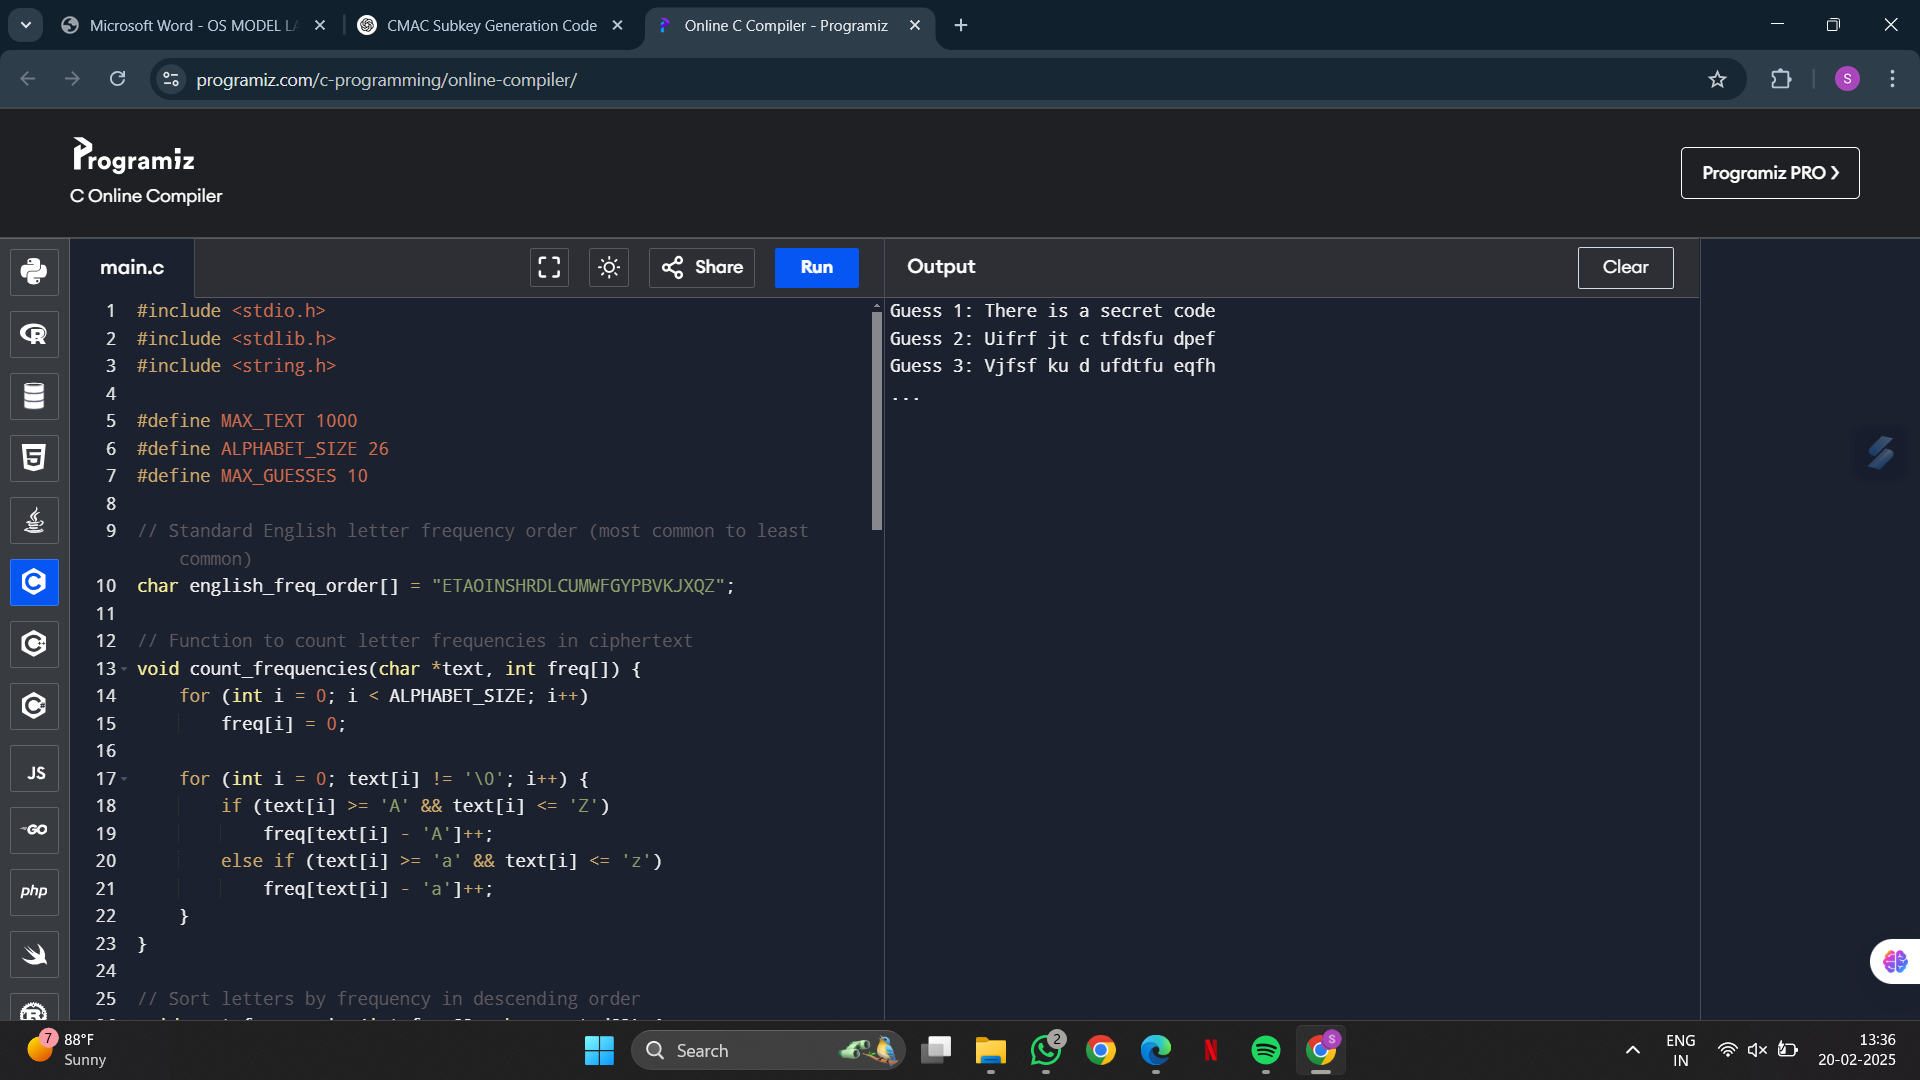 Microsoft Word - OS MODEL LA
CMAC Subkey Generation Code
Online C Compiler - Programiz
programiz.com/c-programming/online-compiler/
S
Programiz
C Online Compiler
Programiz PRO
main.c
Share
Run
Output
Clear
1 #include <stdio.h>
2 #include <stdlib.h>
3 #include <string.h>
4
5 #define MAX_TEXT 1000
6 #define ALPHABET_SIZE 26
7 #define MAX_GUESSES 10
8
9 // Standard English letter frequency order (most common to least
common)
10 char english_freq_order[] = "ETAOINSHRDLCUMWFGYPBVKJXQZ";
11
12 // Function to count letter frequencies in ciphertext
13 void count_frequencies(char *text, int freq[]) {
14 for (int i = 0; i < ALPHABET_SIZE; i++)
15 freq[i] = 0;
16
17 for (int i = 0; text[i] != '\0'; i++) {
18 if (text[i] >= 'A' && text[i] <= 'Z')
19 freq[text[i] - 'A']++;
20 else if (text[i] >= 'a' && text[i] <= 'z')
21 freq[text[i] - 'a']++;
22 }
23 }
24
25 // Sort letters by frequency in descending order
Guess 1: There is a secret code
Guess 2: Uifrf jt c tfdsfu dpef
Guess 3: Vjfsf ku d ufdtfu eqfh
...
JS
GO
php
7
88°F
Sunny
Search
2
N
S
ENG
IN
13:36
20-02-2025